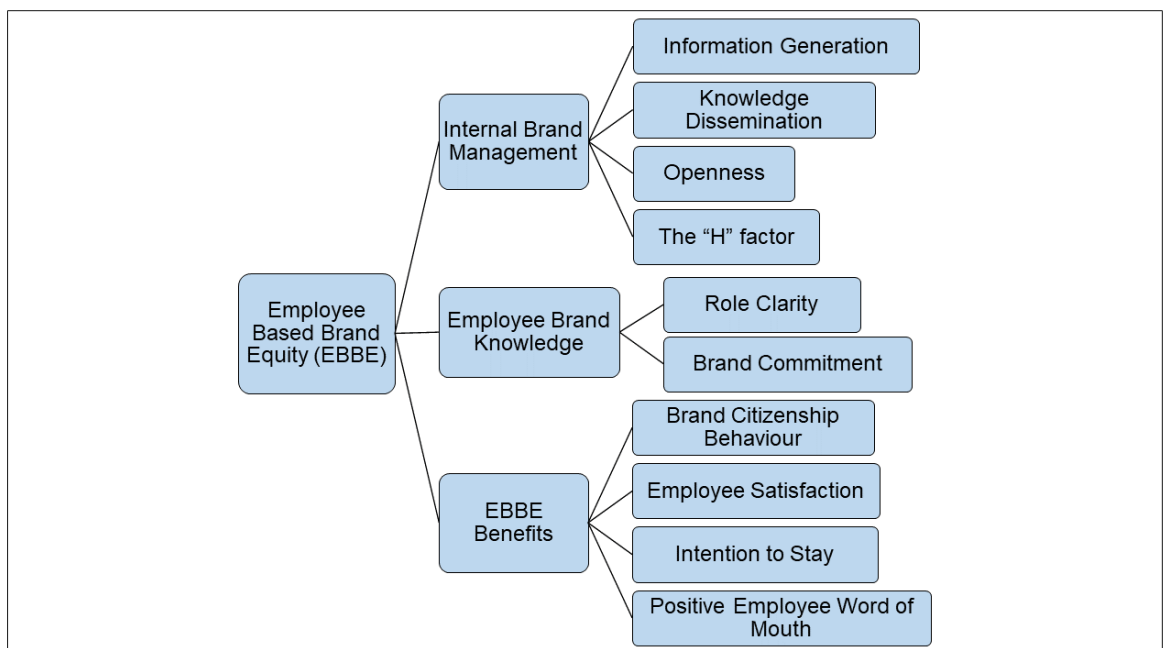 Employee
Based Brand
Equity (EBBE)
Internal Brand
Management
Information Generation
Knowledge
Dissemination
Openness
The “H” factor
Employee Brand
Knowledge
Role Clarity
Brand Commitment
EBBE
Benefits
Brand Citizenship
Behaviour
Employee Satisfaction
Intention to Stay
Positive Employee Word of
Mouth